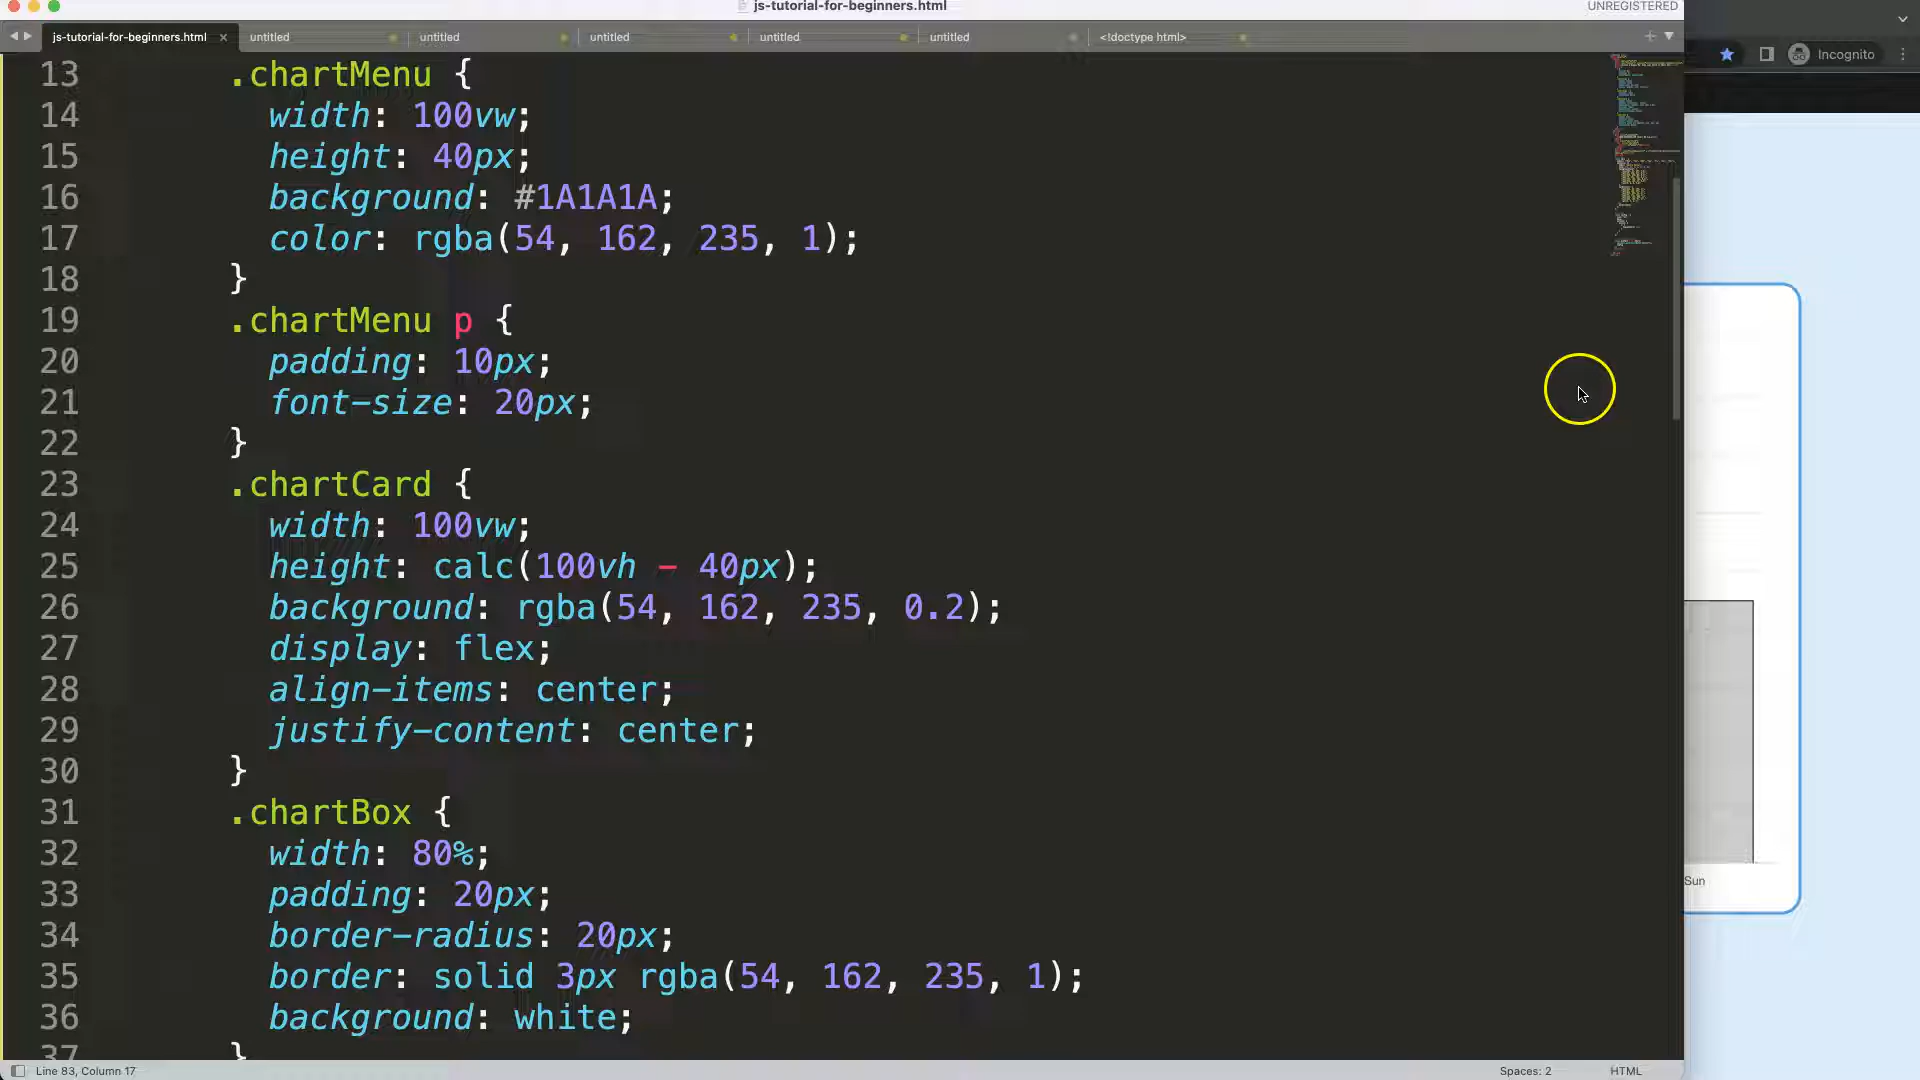 js-tutorial-for-beginners.html
UNREGISTERED
js-tutorial-for-beginners.html × untitled untitled untitled untitled untitled <!doctype html>
Incognito
13 .chartMenu {
14 width: 100vw;
15 height: 40px;
16 background: #1A1A1A;
17 color: rgba(54, 162, 235, 1);
18 }
19 .chartMenu p {
20 padding: 10px;
21 font-size: 20px;
22 }
23 .chartCard {
24 width: 100vw;
25 height: calc(100vh - 40px);
26 background: rgba(54, 162, 235, 0.2);
27 display: flex;
28 align-items: center;
29 justify-content: center;
30 }
31 .chartBox {
32 width: 80%;
33 padding: 20px;
34 border-radius: 20px;
35 border: solid 3px rgba(54, 162, 235, 1);
36 background: white;
37 }
Sun
Line 83, Column 17
Spaces: 2
HTML